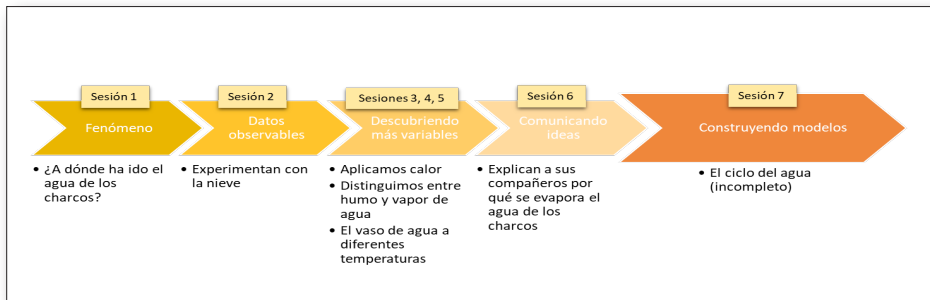 Sesión 1
Fenómeno
• ¿A dónde ha ido el
agua de los
charcos?
Sesión 2
Datos
observables
• Experimentan con
la nieve
Sesiones 3, 4, 5
Descubriendo
más variables
• Aplicamos calor
• Distinguimos entre
humo y vapor de
agua
• El vaso de agua a
diferentes
temperaturas
Sesión 6
Comunicando
ideas
• Explican a sus
compañeros por
qué se evapora el
agua de los
charcos
Sesión 7
Construyendo modelos
• El ciclo del agua
(incompleto)